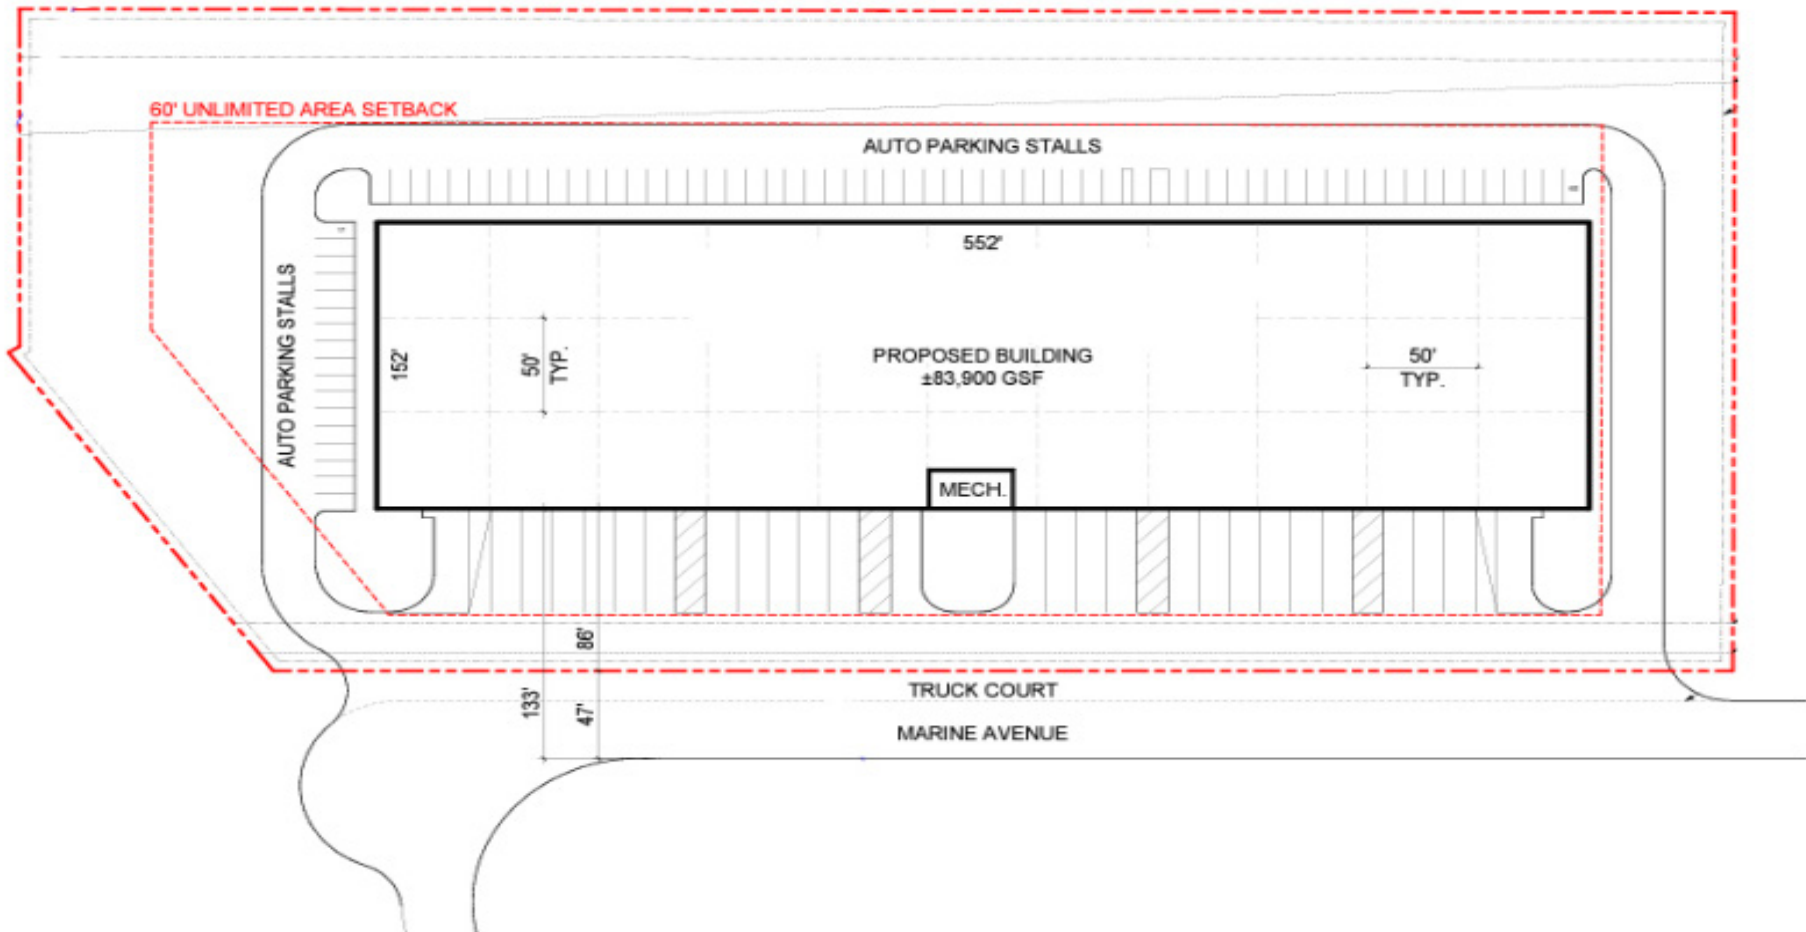 60' UNLIMITED AREA SETBACK
AUTO PARKING STALLS
552'
AUTO PARKING STALLS
152'
50'
TYP.
PROPOSED BUILDING
±83,900 GSF
50'
TYP.
MECH.
86'
133'
47'
TRUCK COURT
MARINE AVENUE